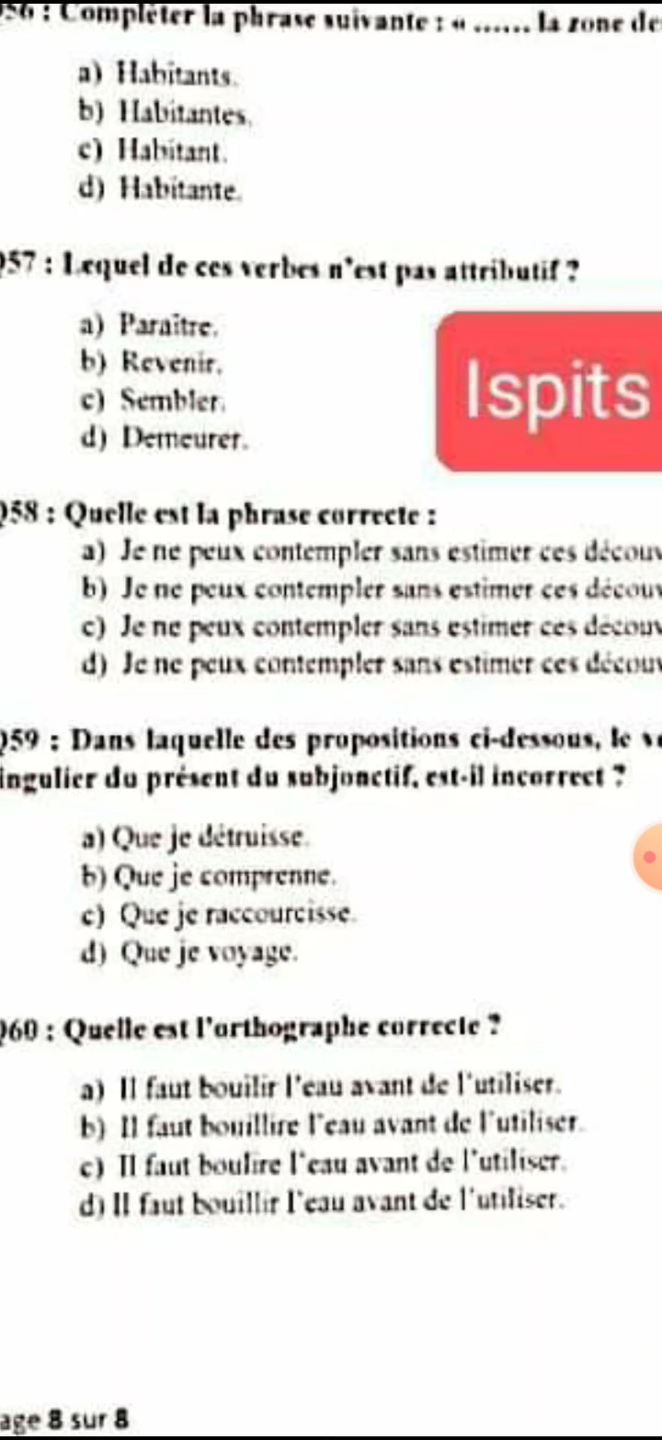 56 : Compléter la phrase suivante : « ...... la zone de
a) Habitants.
b) Habitantes.
c) Habitant.
d) Habitante.
Q57 : Lequel de ces verbes n'est pas attributif ?
a) Paraître.
b) Revenir.
c) Sembler.
d) Demeurer.
Ispits
Q58 : Quelle est la phrase correcte :
a) Je ne peux contempler sans estimer ces découv
b) Je ne peux contempler sans estimer ces découv
c) Je ne peux contempler sans estimer ces découv
d) Je ne peux contempler sans estimer ces découv
Q59 : Dans laquelle des propositions ci-dessous, le
ingulier du présent du subjonctif, est-il incorrect ?
a) Que je détruisse.
b) Que je comprenne.
c) Que je raccourcisse.
d) Que je voyage.
Q60 : Quelle est l'orthographe correcte ?
a) Il faut bouilir l'eau avant de l'utiliser.
b) Il faut bouillire l'eau avant de l'utiliser.
c) Il faut boulire l'eau avant de l'utiliser.
d) Il faut bouillir l'eau avant de l'utiliser.
age 8 sur 8